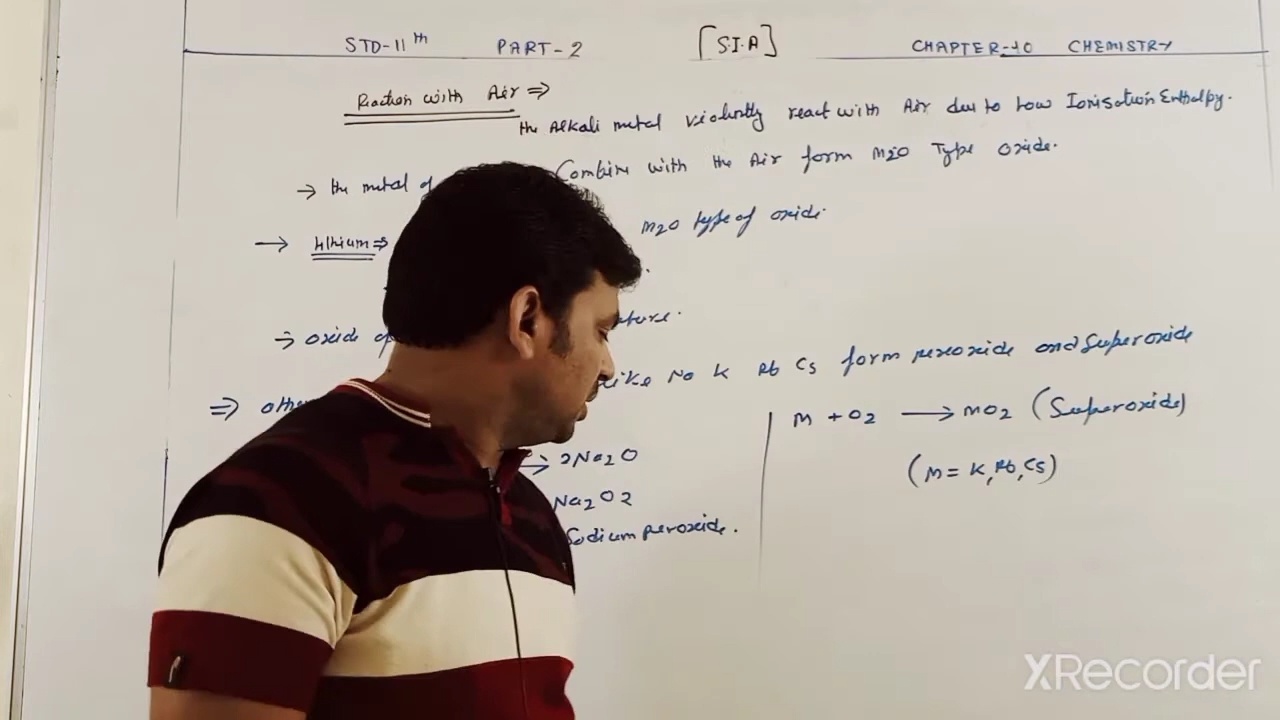 STD-11th PART-2 [S.I.A] CHAPTER-10 CHEMISTRY
Reaction with Air ⇒
the Alkali metal violently react with Air due to low Ionisation Enthalpy.
→ the metal of Combine with the Air form M2O Type oxide.
→ Lithium ⇒ M2O type of oxide.
→ oxide
⇒ like Na K Rb Cs form peroxide and superoxide
M + O2 → MO2 (Superoxide)
(M = K, Rb, Cs)
→ 2Na2O
Na2O2
Sodium peroxide.
XRecorder